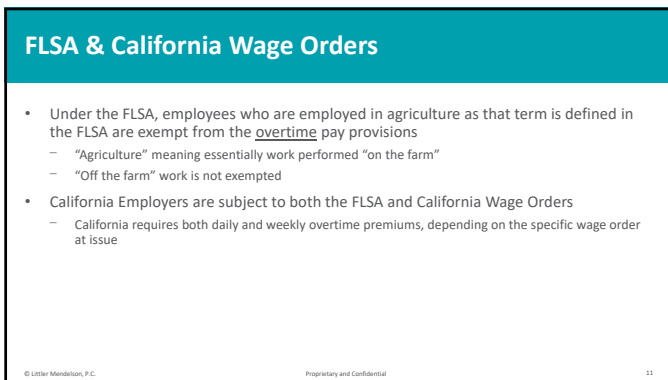 FLSA & California Wage Orders
• Under the FLSA, employees who are employed in agriculture as that term is defined in
the FLSA are exempt from the overtime pay provisions
– “Agriculture” meaning essentially work performed “on the farm”
– “Off the farm” work is not exempted
• California Employers are subject to both the FLSA and California Wage Orders
– California requires both daily and weekly overtime premiums, depending on the specific wage order
at issue
© Littler Mendelson, P.C. Proprietary and Confidential 11